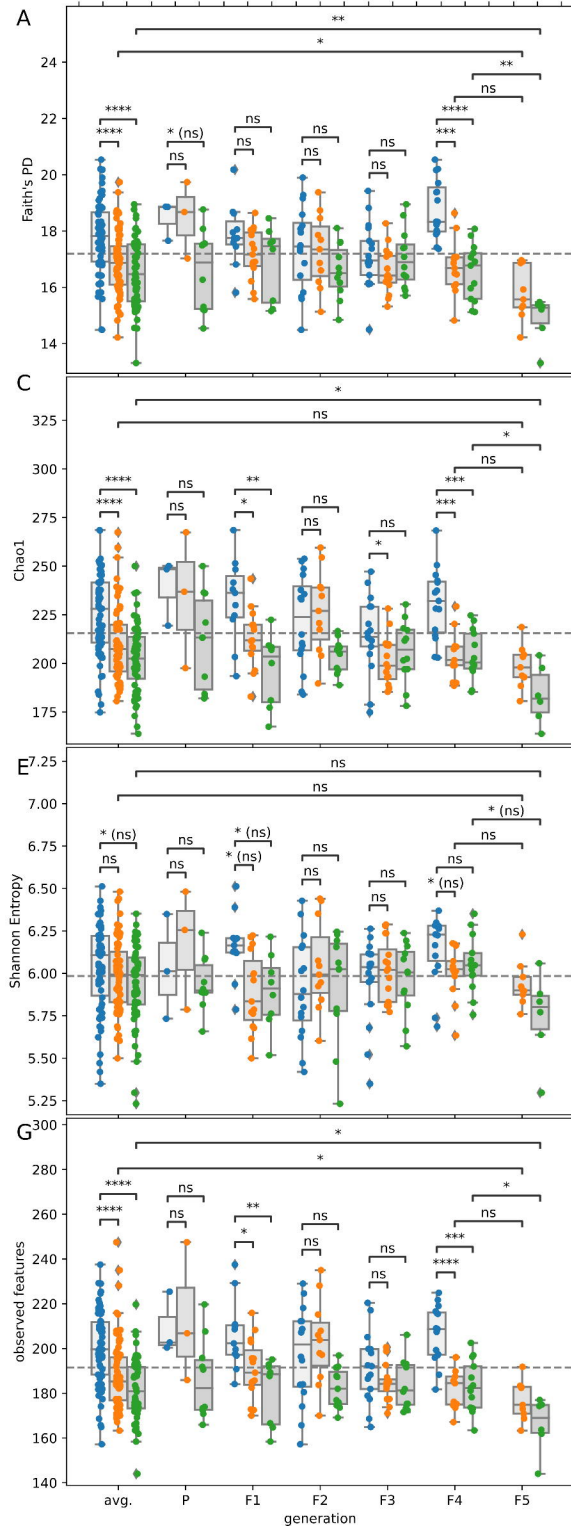 A
**
*
24
**
ns
22
****
****
* (ns)
ns
ns
ns
ns
ns
ns
ns
****
***
20
Faith's PD
18
16
14
C
*
ns
325
*
ns
300
****
****
ns
ns
**
*
ns
ns
ns
*
***
***
275
250
Chao1
225
200
175
E
7.25
ns
ns
7.00
* (ns)
ns
6.75
* (ns)
ns
ns
ns
* (ns)
* (ns)
ns
ns
ns
ns
ns
* (ns)
6.50
Shannon Entropy
6.25
6.00
5.75
5.50
5.25
G
300
*
*
280
*
ns
260
****
****
ns
ns
**
*
ns
ns
ns
ns
***
****
240
observed features
220
200
180
160
140
avg. P F1 F2 F3 F4 F5
generation